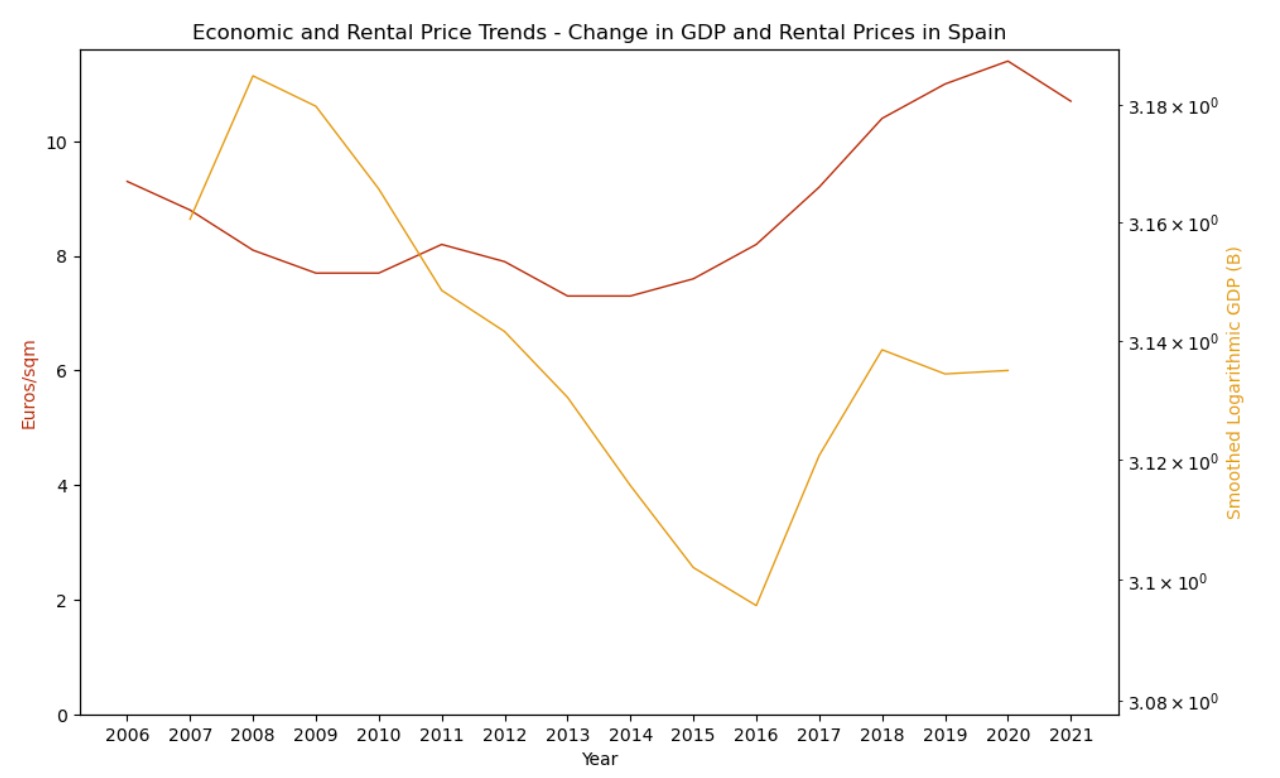 Economic and Rental Price Trends - Change in GDP and Rental Prices in Spain
10
8
6
4
2
0
Euros/sqm
3.18 × 10⁰
3.16 × 10⁰
3.14 × 10⁰
3.12 × 10⁰
3.1 × 10⁰
3.08 × 10⁰
Smoothed Logarithmic GDP (B)
2006 2007 2008 2009 2010 2011 2012 2013 2014 2015 2016 2017 2018 2019 2020 2021
Year